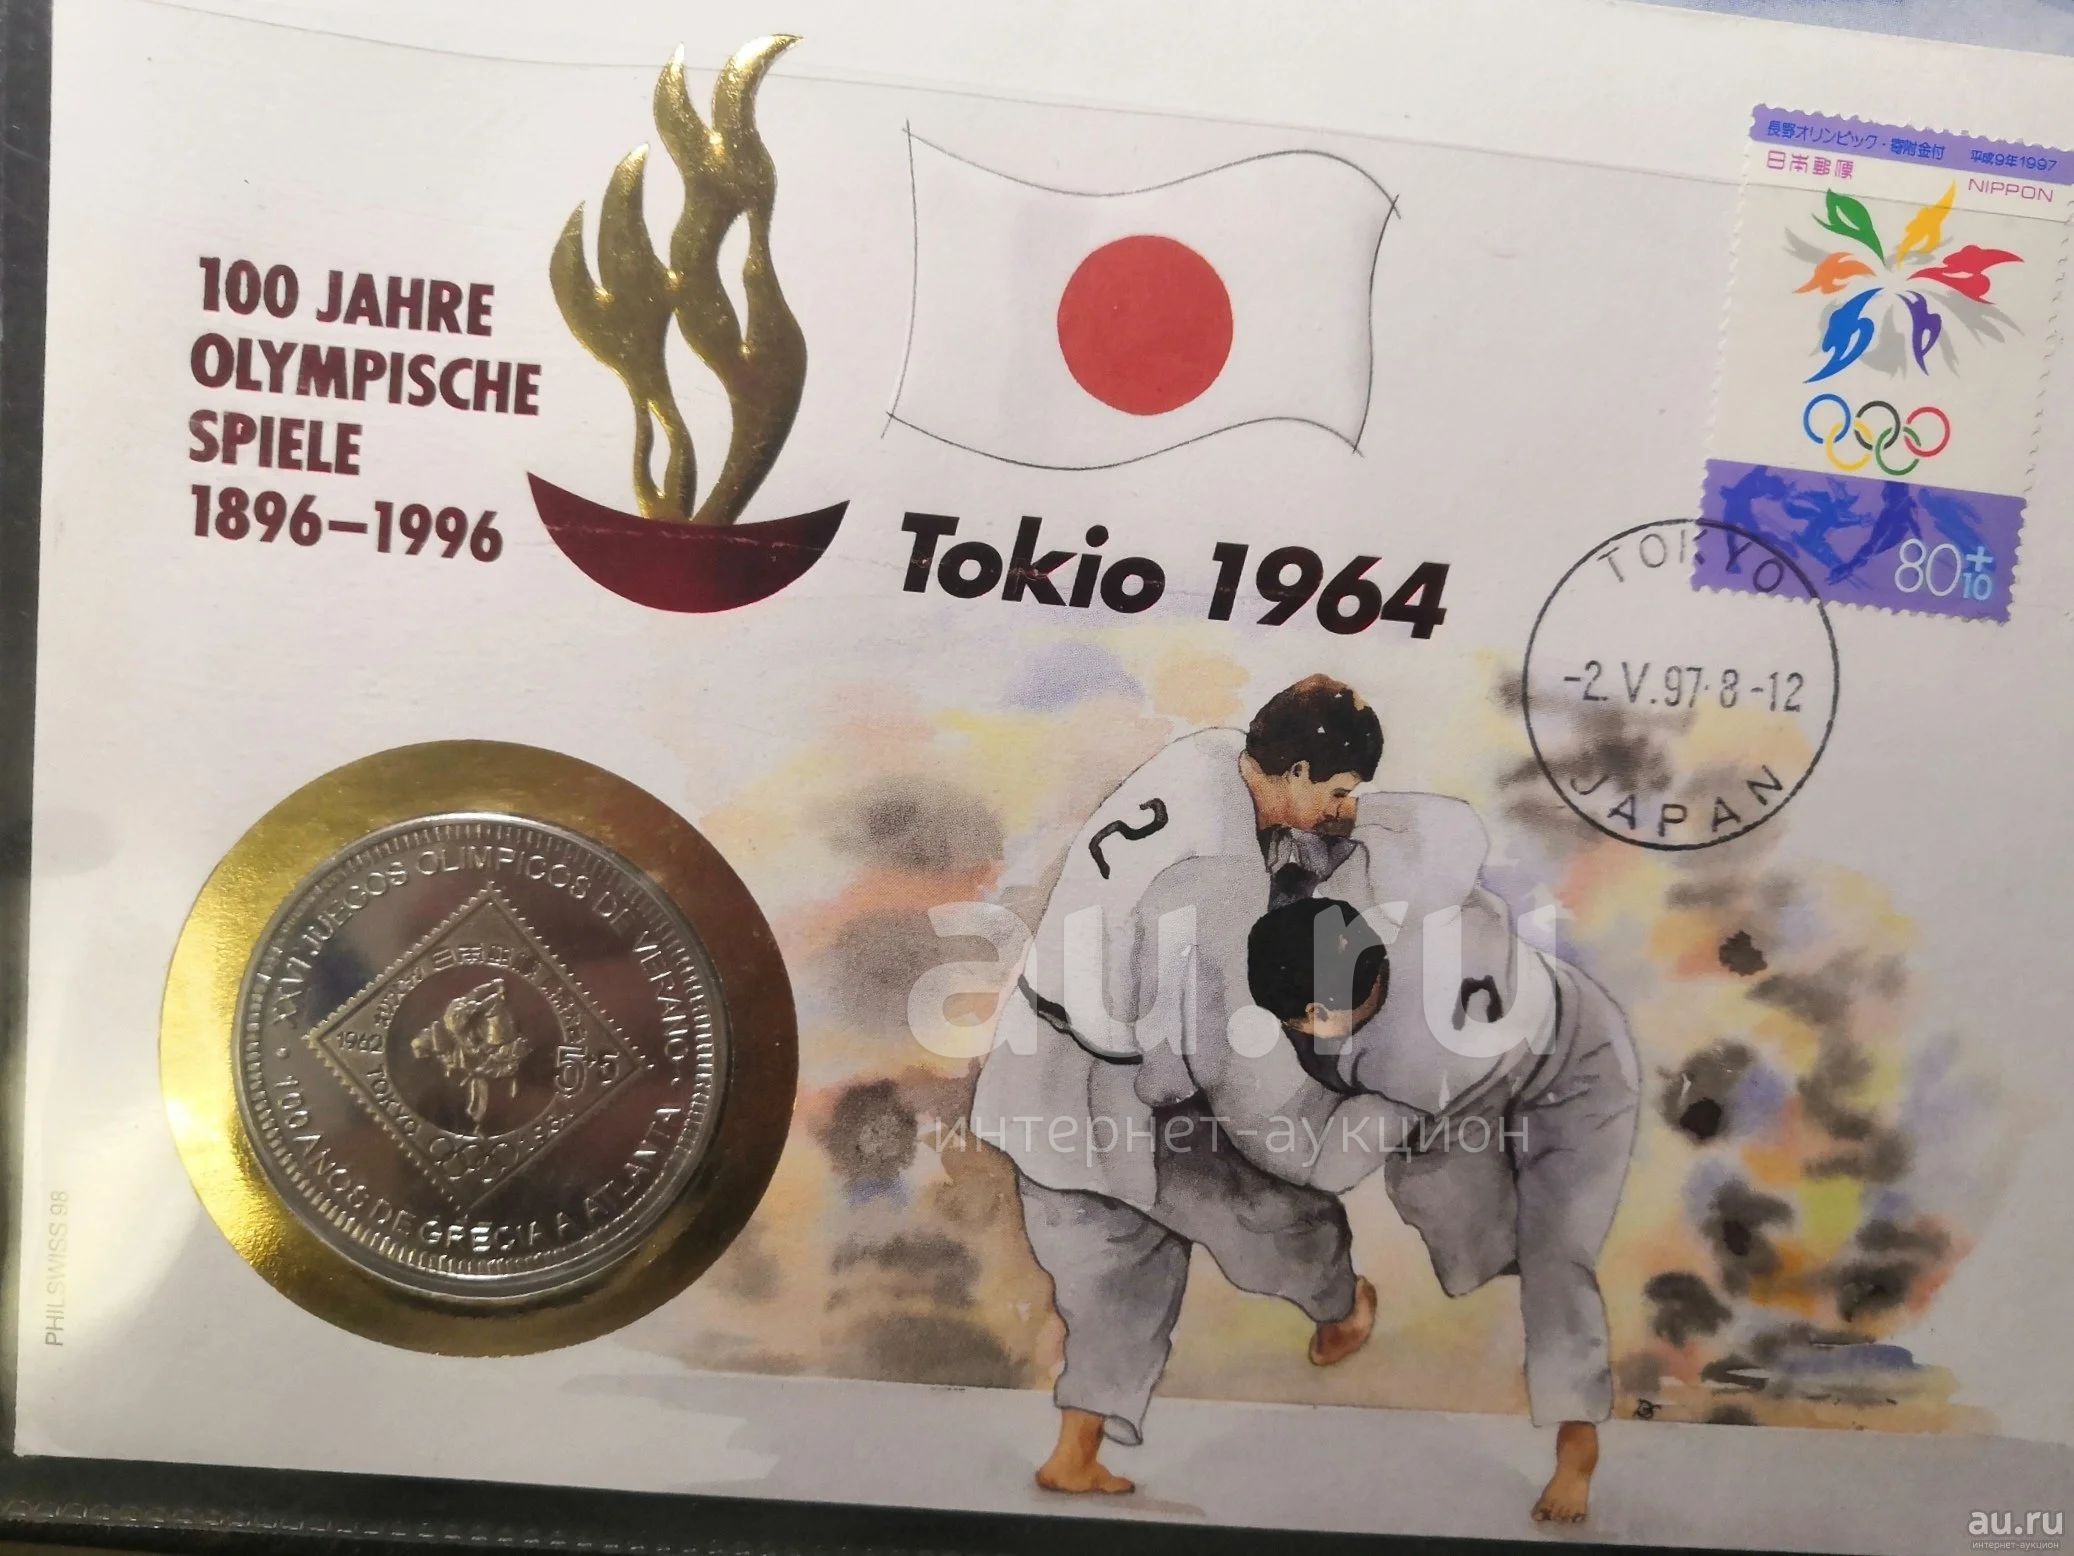 100 JAHRE
OLYMPISCHE
SPIELE
1896–1996
Tokio 1964
長野オリンピック・寄附金付 平成9年1997
日本郵便
NIPPON
80+10
TOKYO
-2.V.97.8-12
JAPAN
2
XXVI JUEGOS OLIMPICOS DE VERANO
100 AÑOS DE GRECIA A ATLANTA
1962
TOKYO
5+5
PHILSWISS 98
au.ru
интернет-аукцион
au.ru
интернет-аукцион